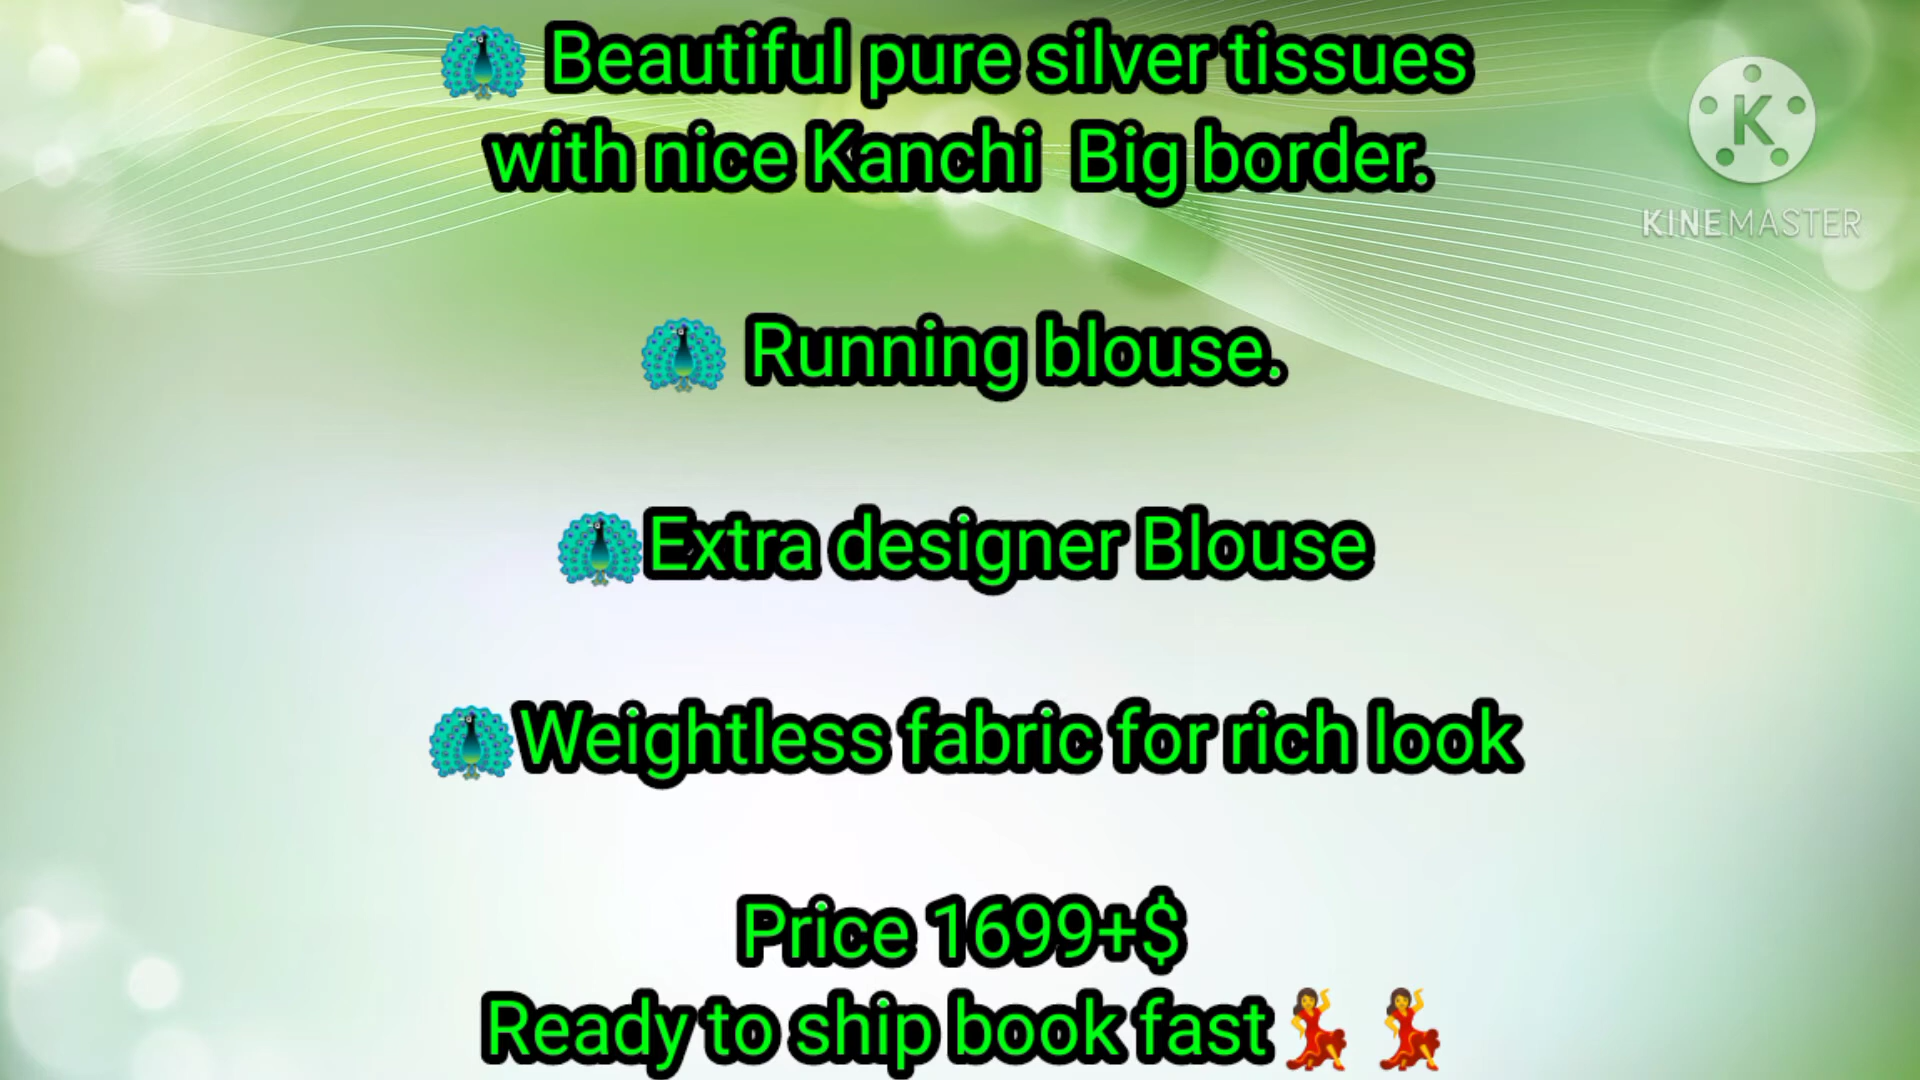 🦚 Beautiful pure silver tissues
with nice Kanchi  Big border.
🦚 Running blouse.
🦚Extra designer Blouse
🦚Weightless fabric for rich look
Price 1699+$
Ready to ship book fast💃 💃
K
KINEMASTER